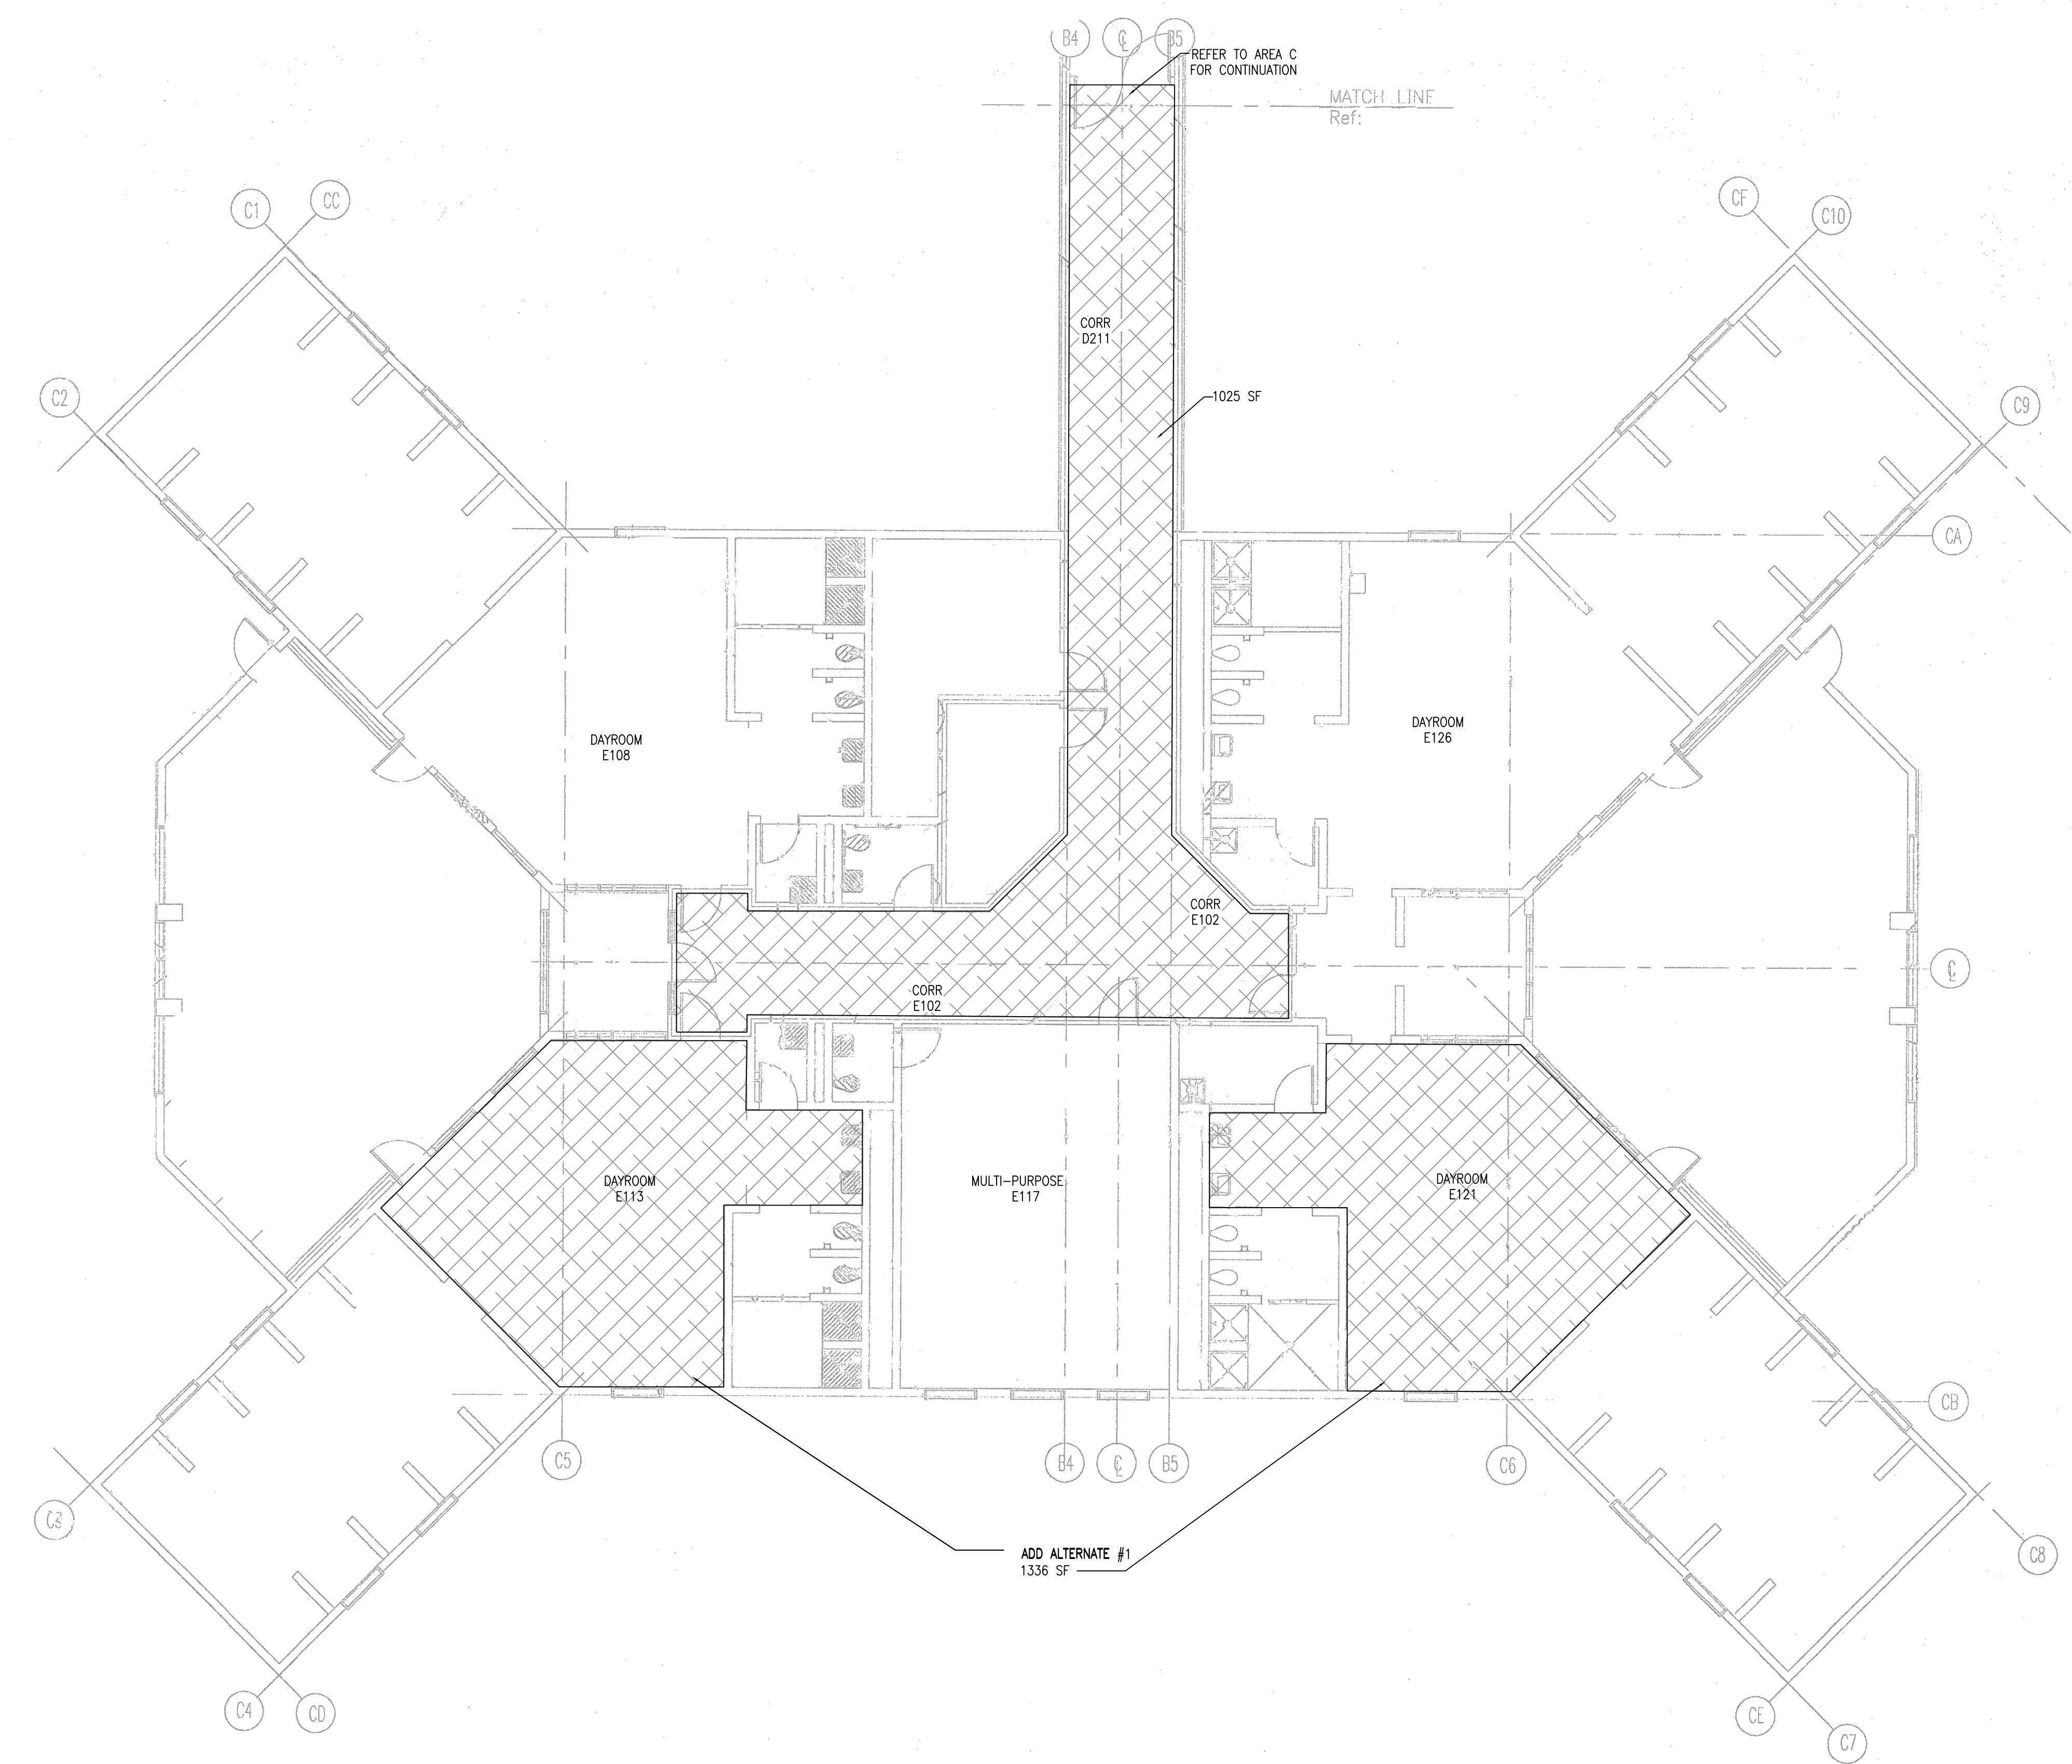 B4
℄
B5
REFER TO AREA C
FOR CONTINUATION
MATCH LINE
Ref:
C1
CC
CF
C10
C2
CORR
D211
1025 SF
C9
CA
DAYROOM
E108
DAYROOM
E126
CORR
E102
℄
CORR
E102
DAYROOM
E113
MULTI-PURPOSE
E117
DAYROOM
E121
CB
C5
B4
℄
B5
C6
C3
ADD ALTERNATE #1
1336 SF
C8
C4
CD
CE
C7